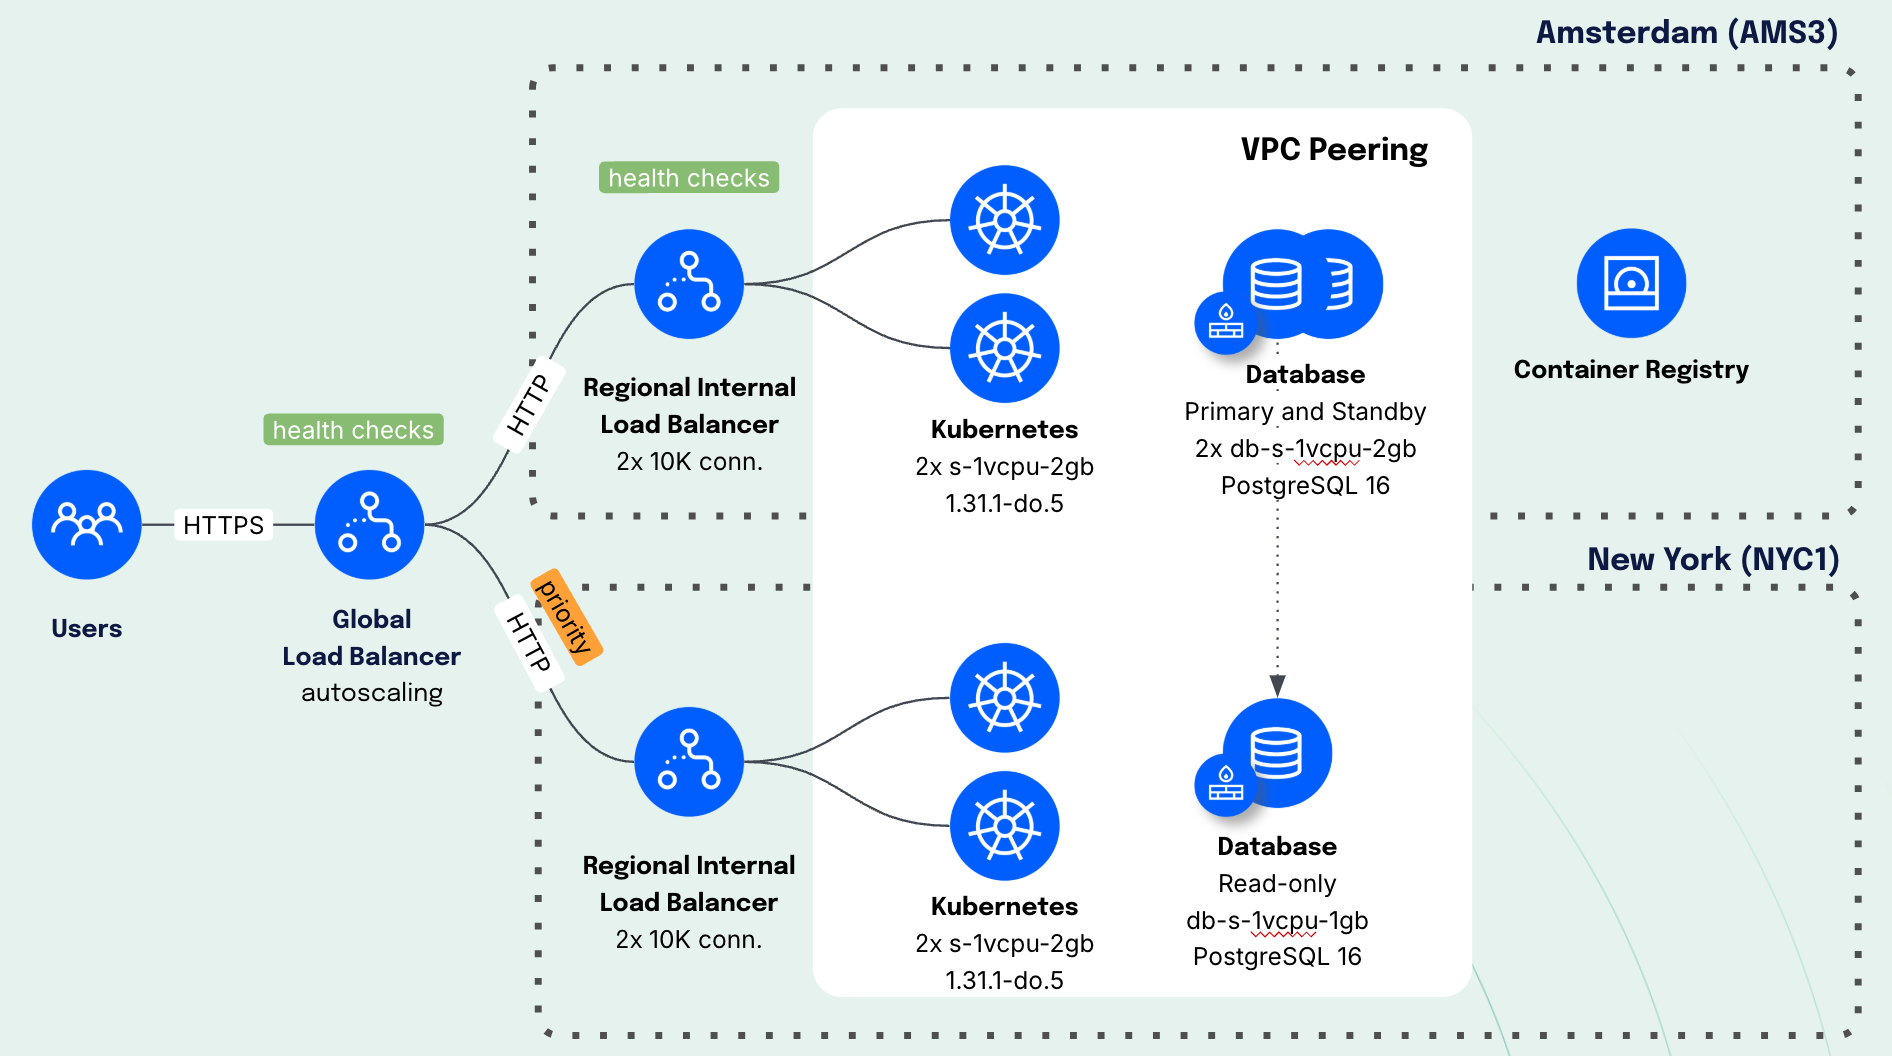 Amsterdam (AMS3)
VPC Peering
health checks
HTTP
Regional Internal
Load Balancer
2x 10K conn.
Kubernetes
2x s-1vcpu-2gb
1.31.1-do.5
Database
Primary and Standby
2x db-s-1vcpu-2gb
PostgreSQL 16
Container Registry
health checks
HTTPS
Users
Global
Load Balancer
autoscaling
New York (NYC1)
priority
HTTP
Regional Internal
Load Balancer
2x 10K conn.
Kubernetes
2x s-1vcpu-2gb
1.31.1-do.5
Database
Read-only
db-s-1vcpu-1gb
PostgreSQL 16